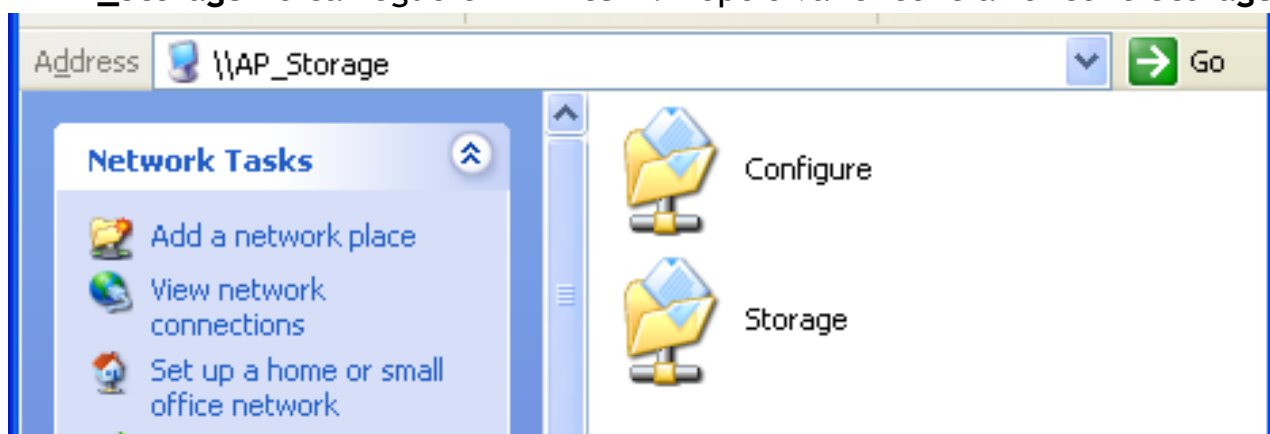 Address \\AP_Storage Go
Network Tasks
Add a network place
View network
connections
Set up a home or small
office network
Configure
Storage